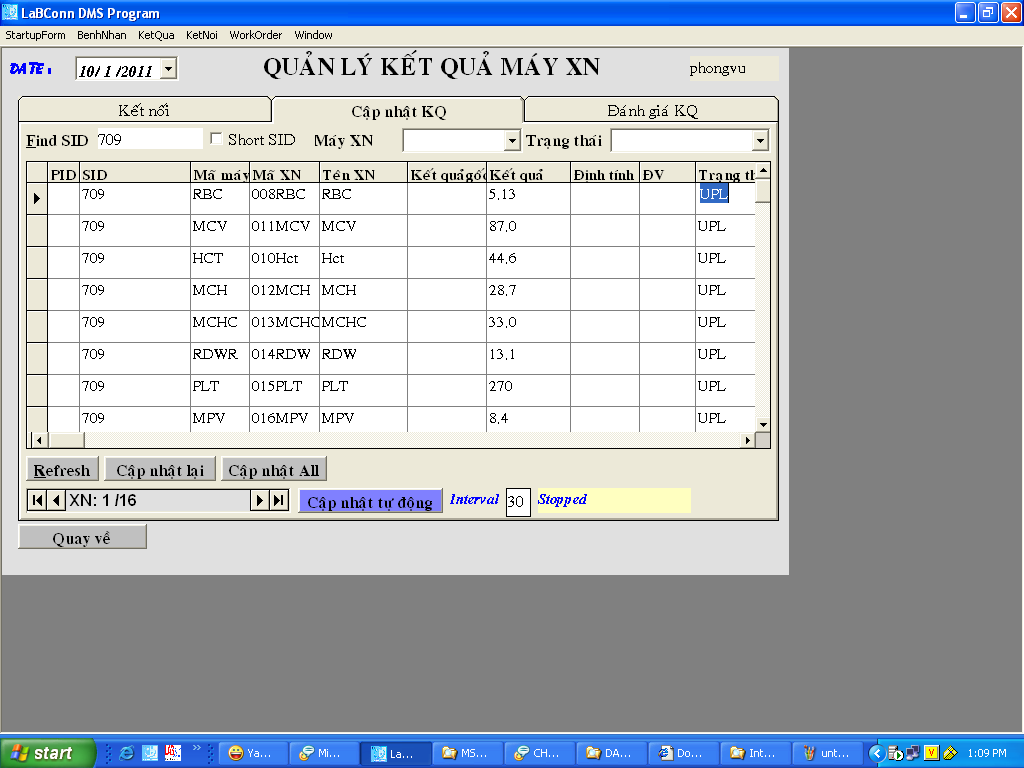 LaBConn DMS Program
StartupForm BenhNhan KetQua KetNoi WorkOrder Window
DATE : 10/ 1 /2011 QUẢN LÝ KẾT QUẢ MÁY XN phongvu
Kết nối Cập nhật KQ Đánh giá KQ
Find SID 709 Short SID Máy XN Trạng thái
PID SID Mã máy Mã XN Tên XN Kết quả gốc Kết quả Định tính ĐV Trạng th
709 RBC 008RBC RBC 5,13 UPL
709 MCV 011MCV MCV 87,0 UPL
709 HCT 010Hct Hct 44,6 UPL
709 MCH 012MCH MCH 28,7 UPL
709 MCHC 013MCHC MCHC 33,0 UPL
709 RDWR 014RDW RDW 13,1 UPL
709 PLT 015PLT PLT 270 UPL
709 MPV 016MPV MPV 8,4 UPL
Refresh Cập nhật lại Cập nhật All
XN: 1 /16 Cập nhật tự động Interval 30 Stopped
Quay về
start Ya... Mi... La... MS... CH... DA... Do... Int... unt... 1:09 PM